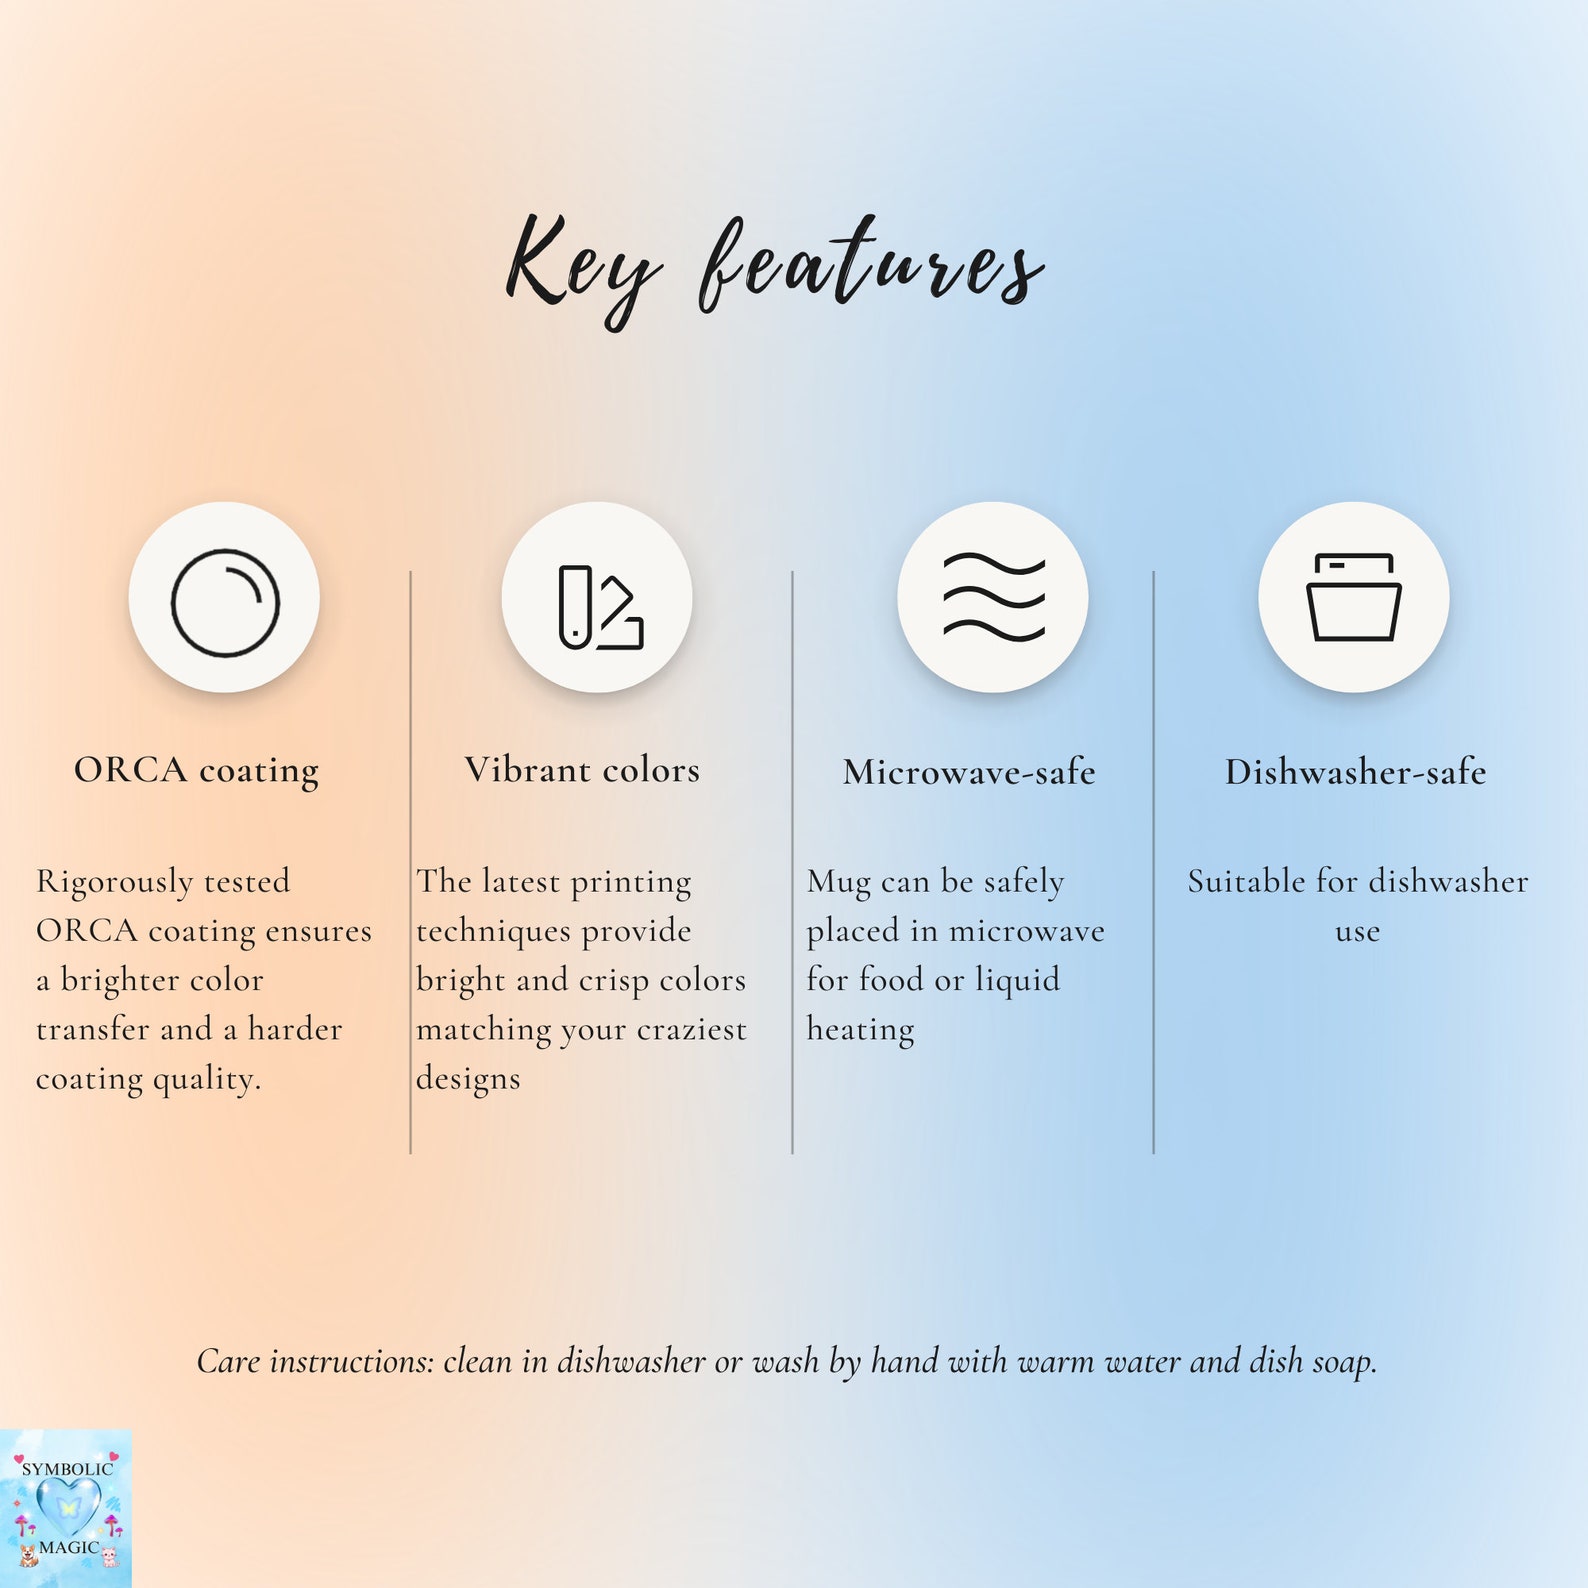 Key features
ORCA coating
Rigorously tested
ORCA coating ensures
a brighter color
transfer and a harder
coating quality.
Vibrant colors
The latest printing
techniques provide
bright and crisp colors
matching your craziest
designs
Microwave-safe
Mug can be safely
placed in microwave
for food or liquid
heating
Dishwasher-safe
Suitable for dishwasher
use
Care instructions: clean in dishwasher or wash by hand with warm water and dish soap.
SYMBOLIC
MAGIC